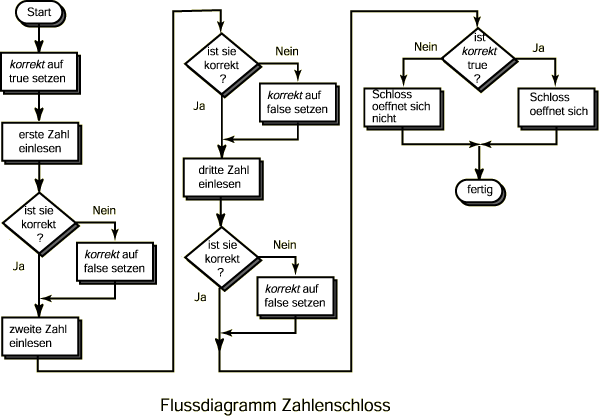 Start
korrekt auf
true setzen
erste Zahl
einlesen
ist sie
korrekt
?
Nein
Ja
korrekt auf
false setzen
zweite Zahl
einlesen
ist sie
korrekt
?
Nein
Ja
korrekt auf
false setzen
dritte Zahl
einlesen
ist sie
korrekt
?
Nein
Ja
korrekt auf
false setzen
ist
korrekt
true
?
Nein
Ja
Schloss
oeffnet sich
nicht
Schloss
oeffnet sich
fertig
Flussdiagramm Zahlenschloss